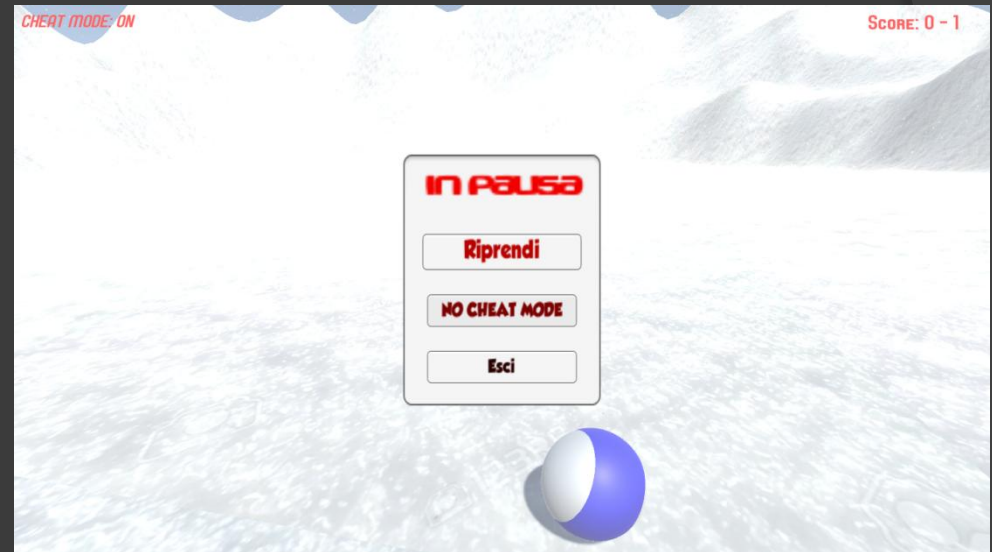 CHEAT MODE: ON
Score: 0 - 1
In Pausa
Riprendi
NO CHEAT MODE
Esci